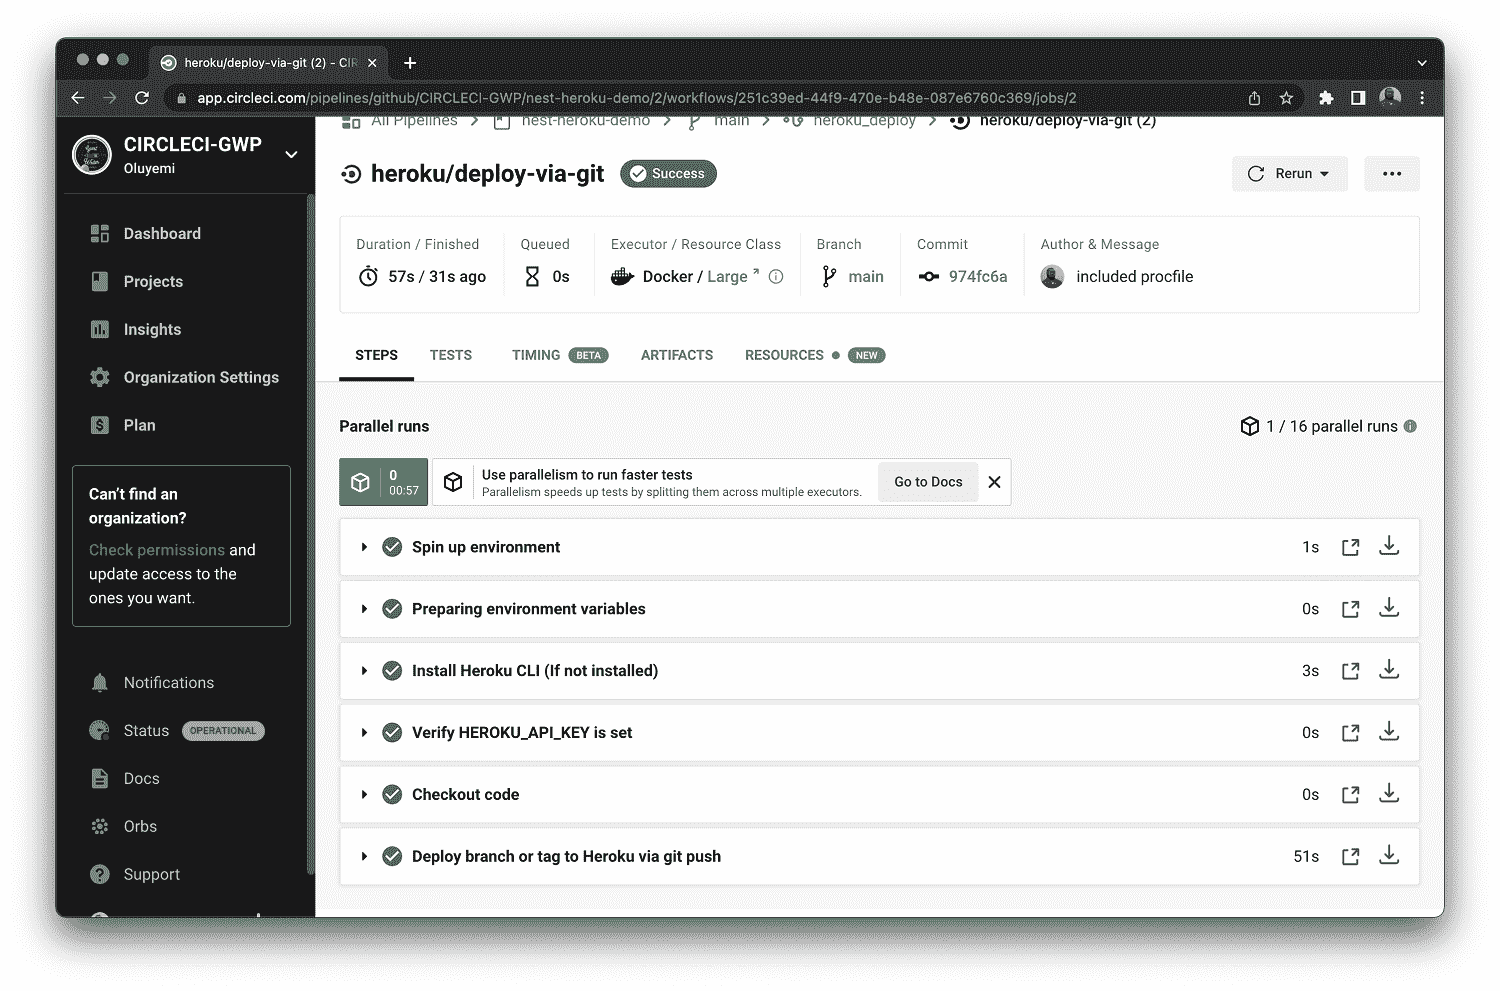 heroku/deploy-via-git (2) - CIR
app.circleci.com/pipelines/github/CIRCLECI-GWP/nest-heroku-demo/2/workflows/251c39ed-44f9-470e-b48e-087e6760c369/jobs/2
CIRCLECI-GWP
Oluyemi
Dashboard
Projects
Insights
Organization Settings
Plan
Can't find an
organization?
Check permissions and
update access to the
ones you want.
Notifications
Status OPERATIONAL
Docs
Orbs
Support
All Pipelines nest-heroku-demo main heroku_deploy heroku/deploy-via-git (2)
heroku/deploy-via-git Success Rerun
Duration / Finished Queued Executor / Resource Class Branch Commit Author & Message
57s / 31s ago 0s Docker / Large main 974fc6a included procfile
STEPS TESTS TIMING BETA ARTIFACTS RESOURCES NEW
Parallel runs 1 / 16 parallel runs
0
00:57
Use parallelism to run faster tests
Parallelism speeds up tests by splitting them across multiple executors.
Go to Docs
Spin up environment 1s
Preparing environment variables 0s
Install Heroku CLI (If not installed) 3s
Verify HEROKU_API_KEY is set 0s
Checkout code 0s
Deploy branch or tag to Heroku via git push 51s